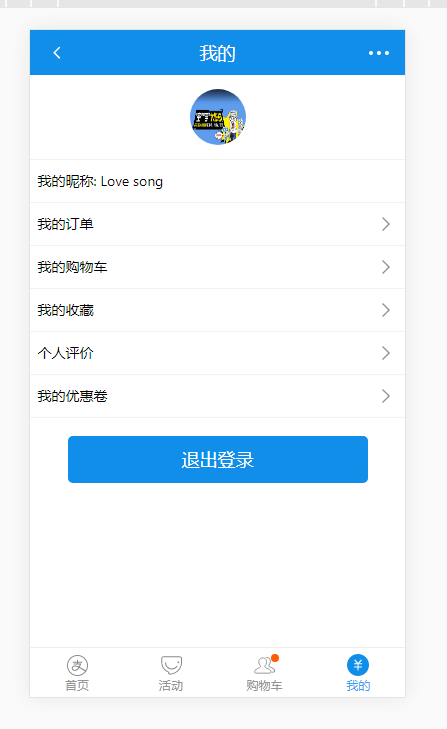 我的
我的昵称: Love song
我的订单
我的购物车
我的收藏
个人评价
我的优惠卷
退出登录
首页
活动
购物车
我的